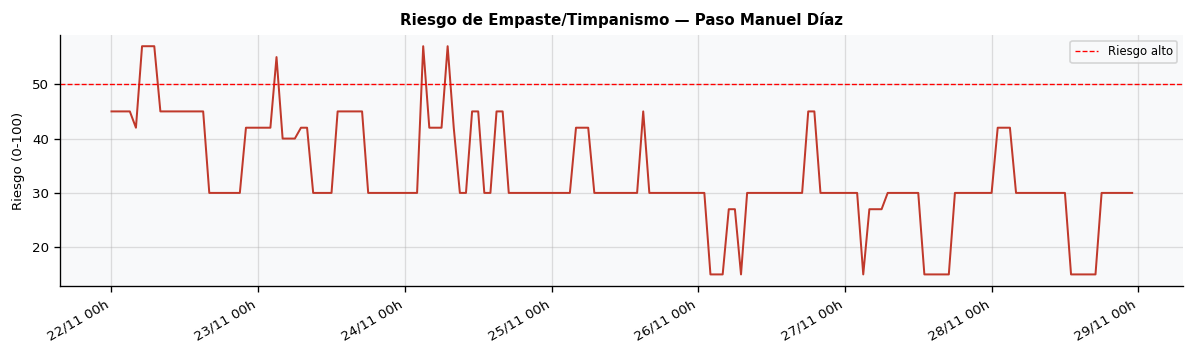 Riesgo de Empaste/Timpanismo — Paso Manuel Díaz
Riesgo alto
Riesgo (0-100)
50
40
30
20
22/11 00h
23/11 00h
24/11 00h
25/11 00h
26/11 00h
27/11 00h
28/11 00h
29/11 00h